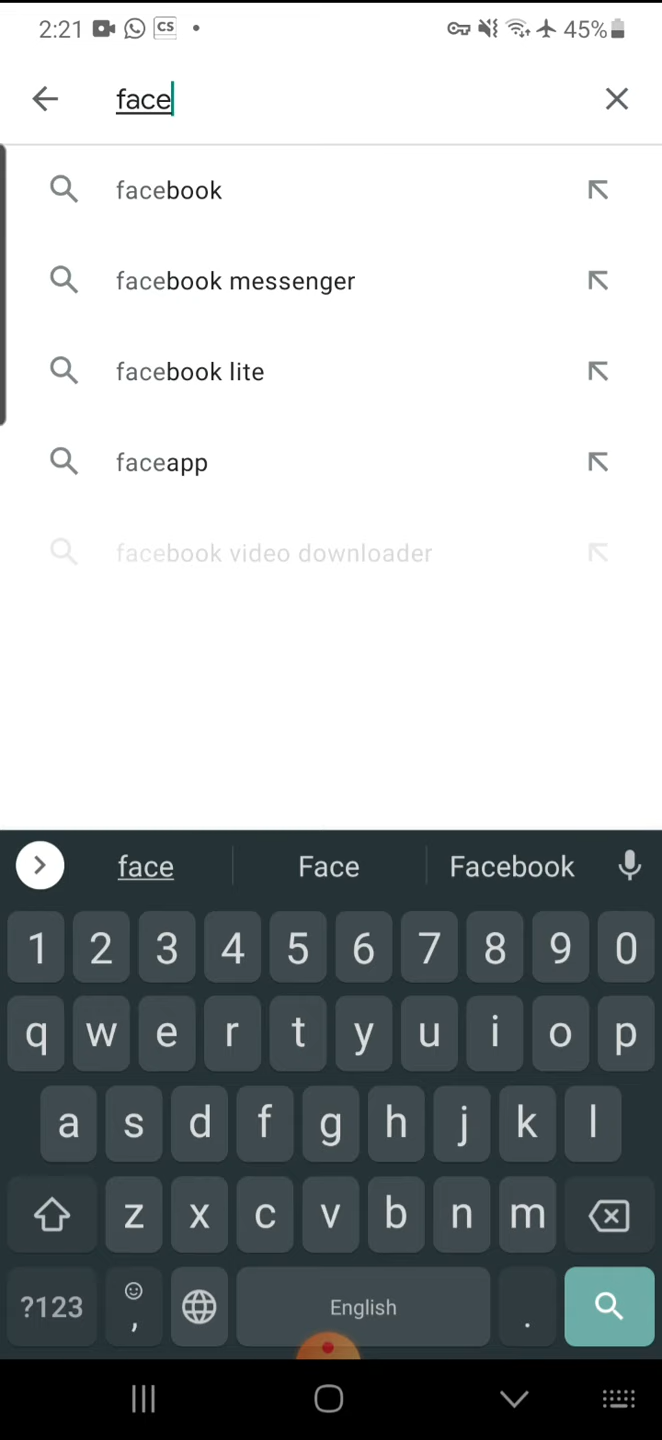 2:21 CS 45%
face
facebook
facebook messenger
facebook lite
faceapp
facebook video downloader
face Face Facebook
1 2 3 4 5 6 7 8 9 0
q w e r t y u i o p
a s d f g h j k l
z x c v b n m
?123 , English .